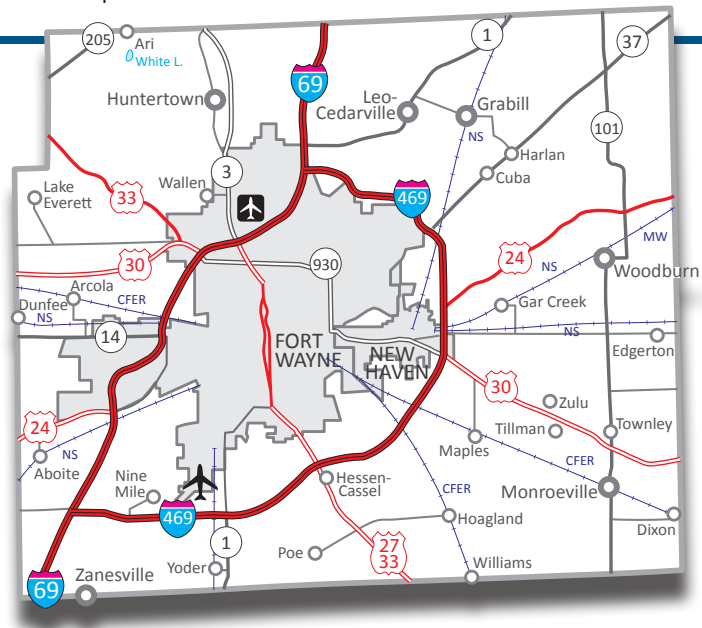 205
Ari
White L.
1
37
69
Huntertown
Leo-
Cedarville
Grabill
NS
101
Harlan
3
Wallen
Cuba
Lake
Everett
33
469
24
MW
NS
Woodburn
30
930
Arcola
CFER
Dunfee
NS
Gar Creek
NS
14
FORT
WAYNE
NEW
HAVEN
Edgerton
30
Zulu
24
Tillman
Townley
NS
Aboite
Maples
CFER
Nine
Mile
Hessen-
Cassel
CFER
Monroeville
469
Hoagland
Dixon
1
Poe
27
33
Yoder
Williams
69
Zanesville